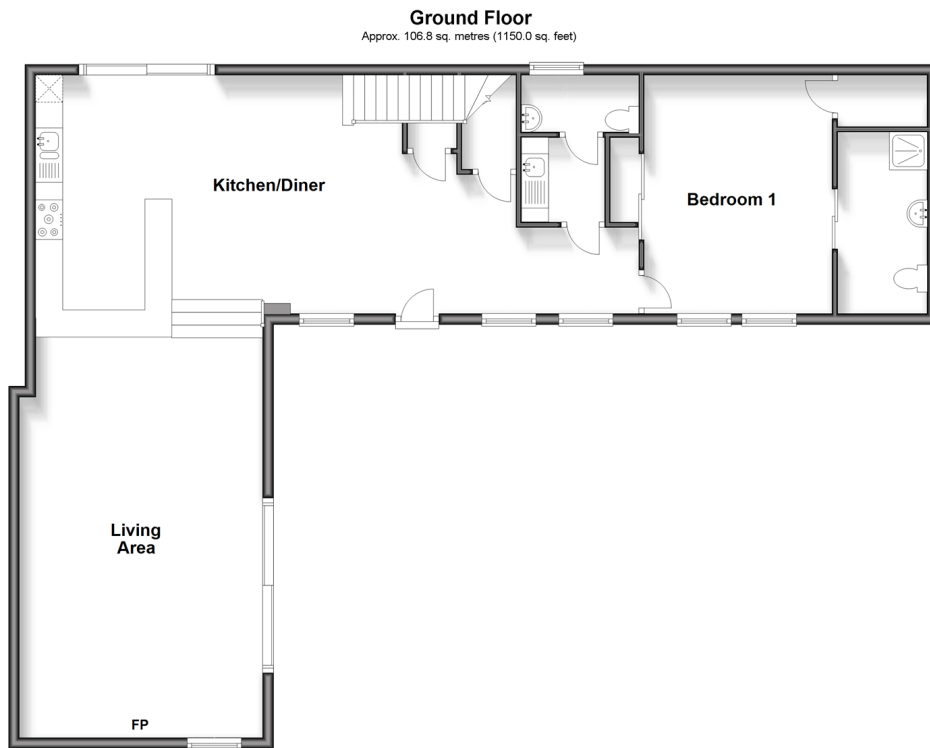 Ground Floor
Approx. 106.8 sq. metres (1150.0 sq. feet)
Kitchen/Diner
Bedroom 1
Living
Area
FP